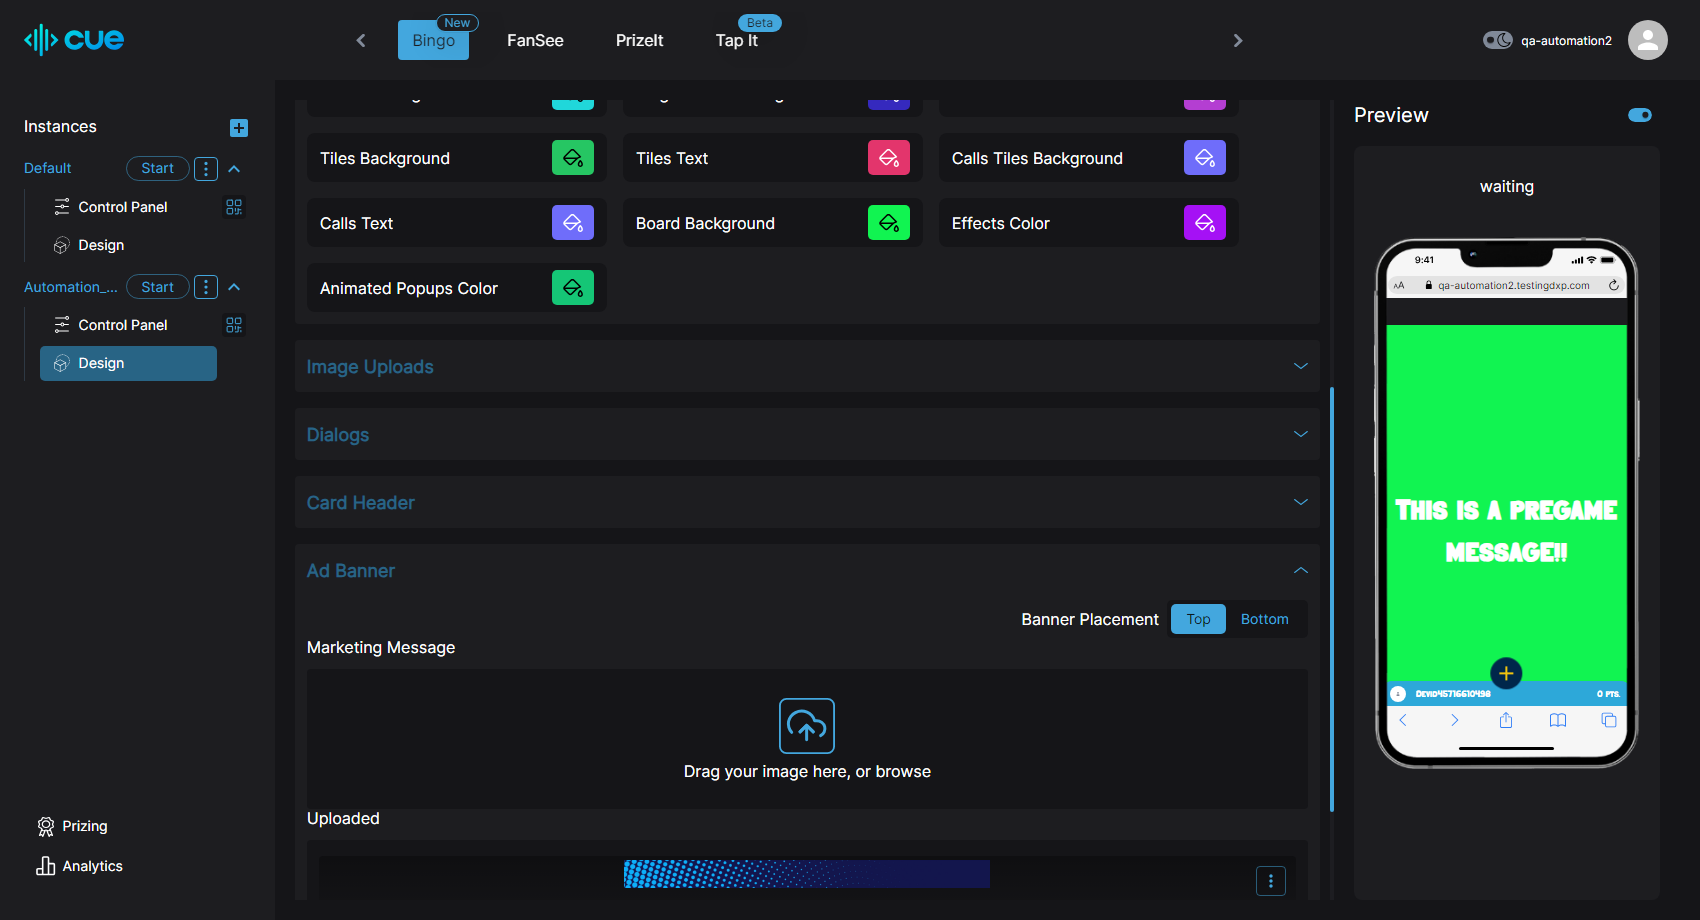 cue
New
Bingo
FanSee
PrizeIt
Beta
Tap It
qa-automation2
Instances
Default
Start
Control Panel
Design
Automation_...
Start
Control Panel
Design
Prizing
Analytics
Tiles Background
Tiles Text
Calls Tiles Background
Calls Text
Board Background
Effects Color
Animated Popups Color
Image Uploads
Dialogs
Card Header
Ad Banner
Banner Placement
Top
Bottom
Marketing Message
Drag your image here, or browse
Uploaded
Preview
waiting
9:41
AA
qa-automation2.testingdxp.com
THIS IS A PREGAME
MESSAGE!!
0 PTS.